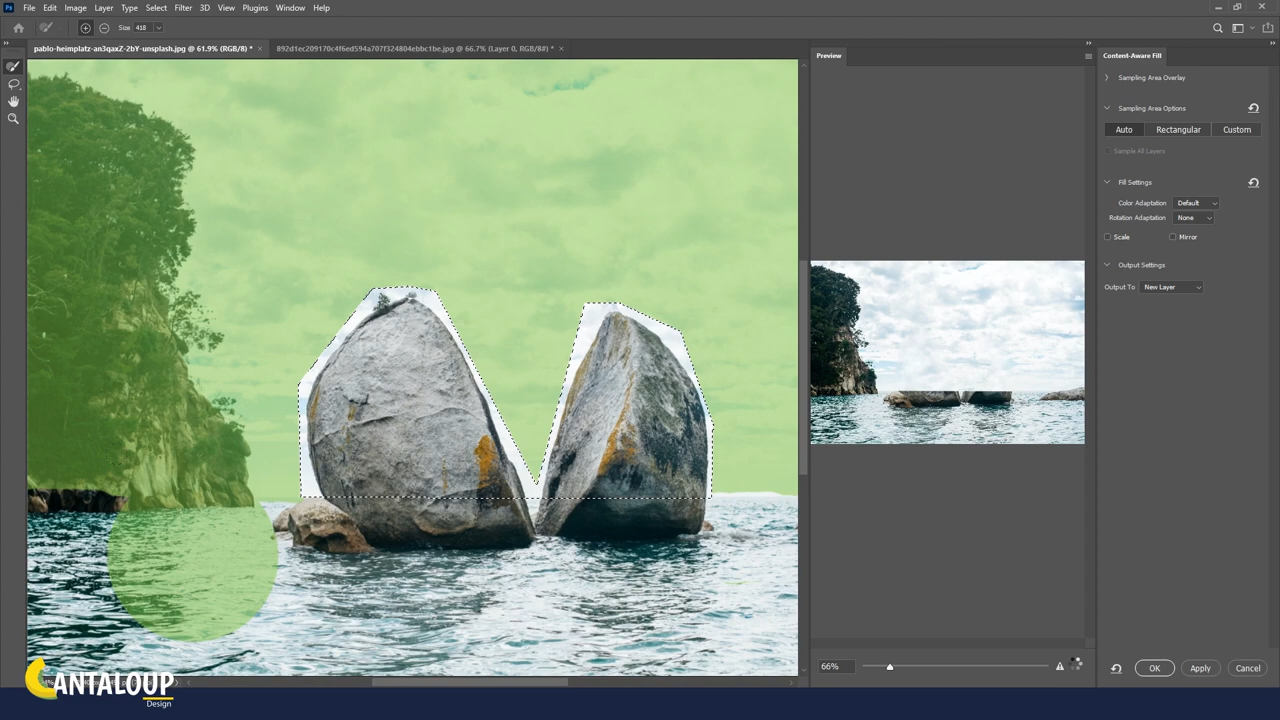 File Edit Image Layer Type Select Filter 3D View Plugins Window Help
Size 418
pablo-heimplatz-an3qaxZ-2bY-unsplash.jpg @ 61.9% (RGB/8) *
892d1ec209170c4f6ed594a707f324804ebbc1be.jpg @ 66.7% (Layer 0, RGB/8#) *
Preview
Content-Aware Fill
Sampling Area Overlay
Sampling Area Options
Auto Rectangular Custom
Sample All Layers
Fill Settings
Color Adaptation Default
Rotation Adaptation None
Scale Mirror
Output Settings
Output To New Layer
66%
OK Apply Cancel
CANTALOUP
Design